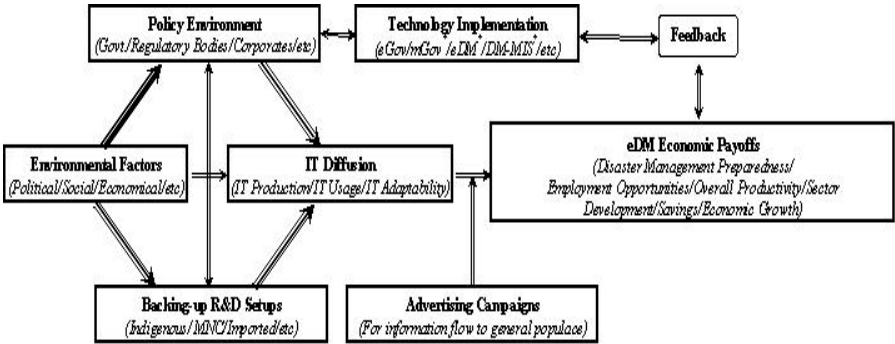 Policy Environment
(Govt./Regulatory Bodies/Corporates/etc)
Technology Implementation
(eGov/mGov+/eDM+/DM-MIS+/etc)
Feedback
Environmental Factors
(Political/Social/Economical/etc)
IT Diffusion
(IT Production/IT Usage/IT Adaptability)
eDM Economic Payoffs
(Disaster Management Preparedness/
Employment Opportunities/Overall Productivity/Sector
Development/Savings/Economic Growth)
Backing-up R&D Setups
(Indigenous/ MNC/Imported/etc)
Advertising Campaigns
(For information flow to general populace)